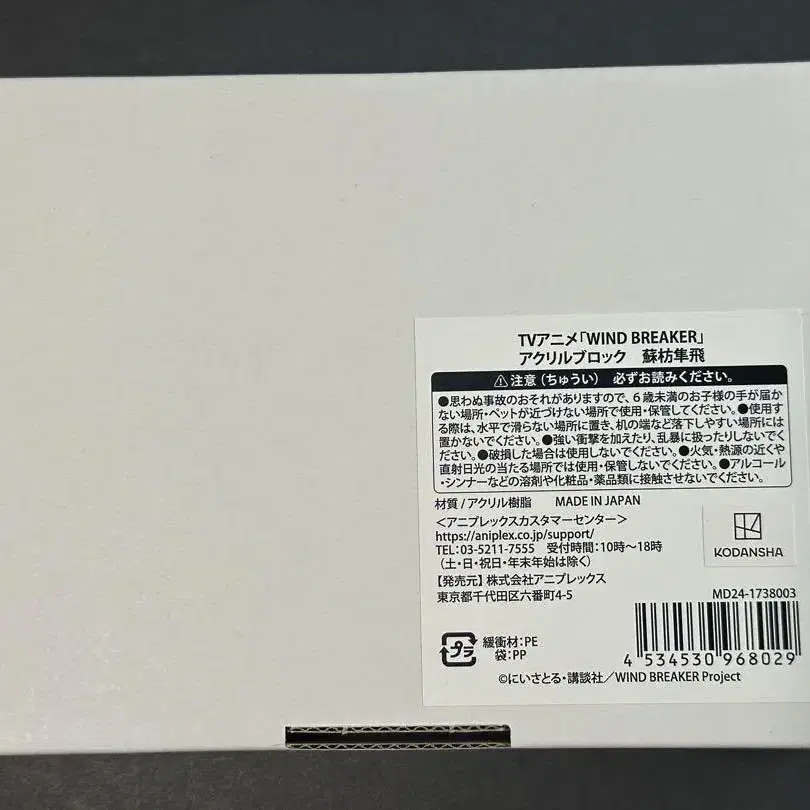 TVアニメ「WIND BREAKER」
アクリルブロック 蘇枋隼飛
⚠注意(ちゅうい) 必ずお読みください。
●思わぬ事故のおそれがありますので、6歳未満のお子様の手が届か
ない場所・ペットが近づけない場所で使用・保管してください。●使用す
る際は、水平で滑らない場所に置き、机の端など落下しやすい場所には
置かないでください。●強い衝撃を加えたり、乱暴に扱ったりしないでく
ださい。●破損した場合は使用しないでください。●火気・熱源の近くや
直射日光の当たる場所では使用・保管しないでください。●アルコール
・シンナーなどの溶剤や化粧品・薬品類に接触させないでください。
材質/アクリル樹脂 MADE IN JAPAN
<アニプレックスカスタマーセンター>
https://aniplex.co.jp/support/
TEL:03-5211-7555 受付時間:10時~18時
(土・日・祝日・年末年始は除く)
【発売元】株式会社アニプレックス
東京都千代田区六番町4-5
KODANSHA
MD24-1738003
プラ
緩衝材:PE
袋:PP
4 534530 968029
©にいさとる・講談社/WIND BREAKER Project